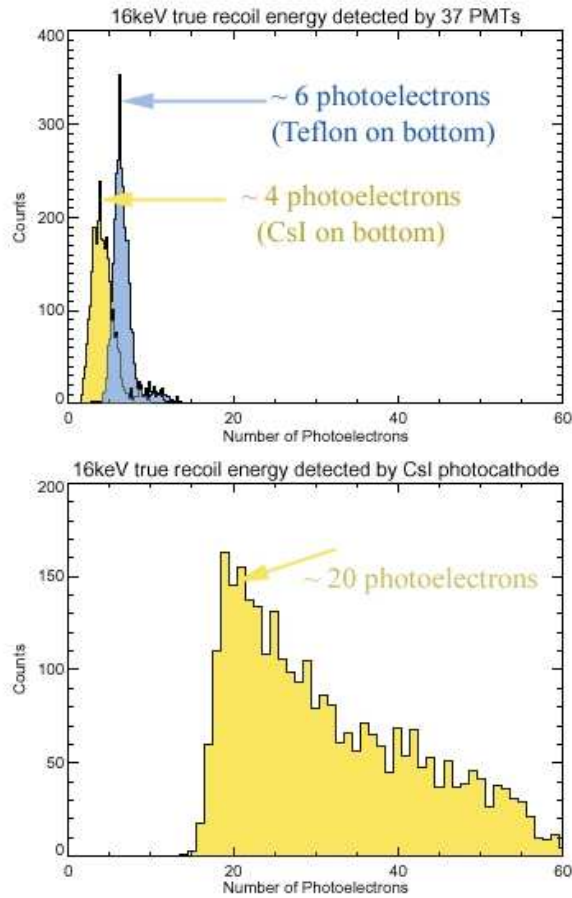 16keV true recoil energy detected by 37 PMTs
400
300
200
100
0
Counts
~ 6 photoelectrons
(Teflon on bottom)
~ 4 photoelectrons
(CsI on bottom)
0 20 40 60
Number of Photoelectrons
16keV true recoil energy detected by CsI photocathode
200
150
100
50
0
Counts
~ 20 photoelectrons
0 20 40 60
Number of Photoelectrons